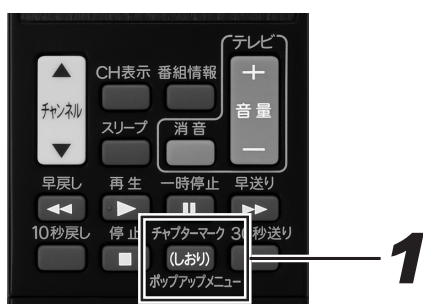 テレビ
CH表示 番組情報
チャンネル
音量
スリープ 消音
早戻し 再生 一時停止 早送り
10秒戻し 停止 チャプターマーク 30秒送り
(しおり)
ポップアップメニュー
1